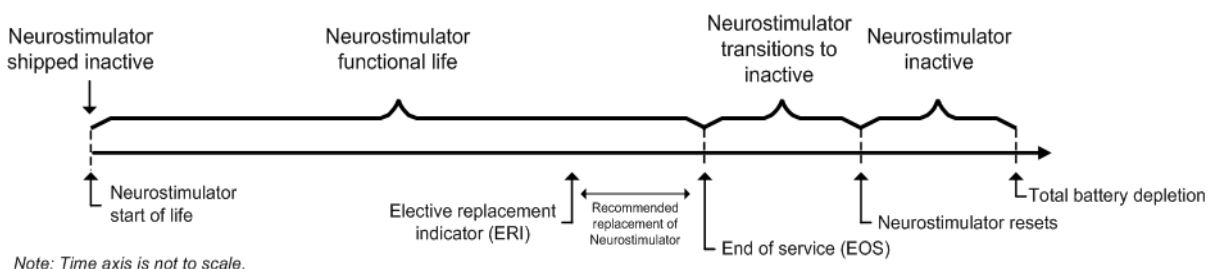 Neurostimulator
shipped inactive
Neurostimulator
functional life
Neurostimulator
transitions to
inactive
Neurostimulator
inactive
Neurostimulator
start of life
Elective replacement
indicator (ERI)
Recommended
replacement of
Neurostimulator
End of service (EOS)
Neurostimulator resets
Total battery depletion
Note: Time axis is not to scale.